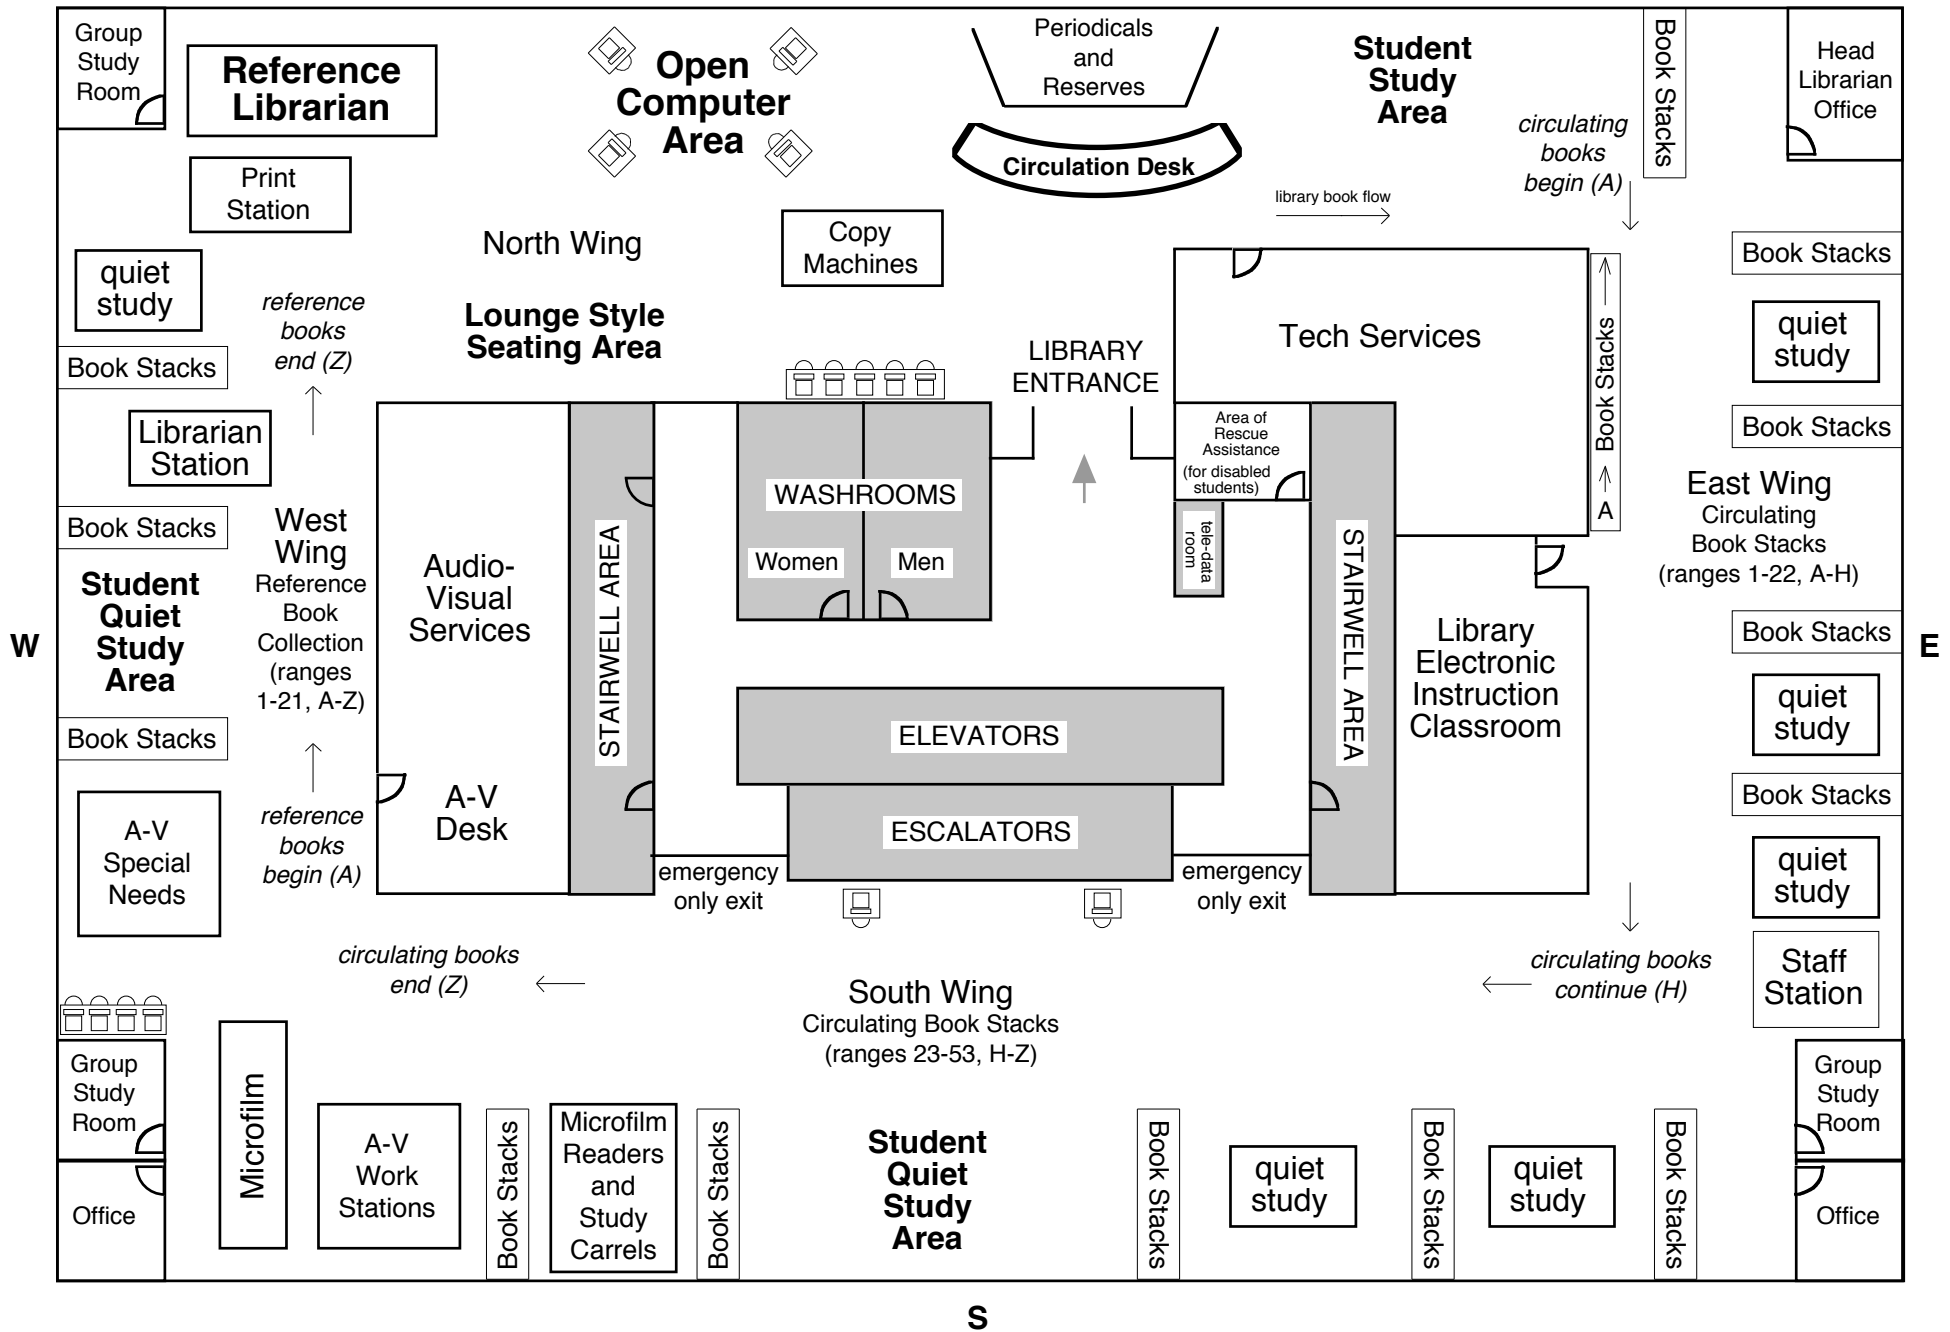 Group
Study
Room
Reference
Librarian
Open
Computer
Area
Periodicals
and
Reserves
Circulation Desk
Student
Study
Area
Book Stacks
Head
Librarian
Office
circulating
books
begin (A)
library book flow
Print
Station
North Wing
Copy
Machines
quiet
study
reference
books
end (Z)
Lounge Style
Seating Area
LIBRARY
ENTRANCE
Tech Services
Book Stacks
A
Book Stacks
quiet
study
Book Stacks
Book Stacks
Librarian
Station
Book Stacks
West
Wing
Reference
Book
Collection
(ranges
1-21, A-Z)
Student
Quiet
Study
Area
W
Book Stacks
A-V
Special
Needs
reference
books
begin (A)
Audio-
Visual
Services
A-V
Desk
STAIRWELL AREA
WASHROOMS
Women
Men
Area of
Rescue
Assistance
(for disabled
students)
tele-data
room
STAIRWELL AREA
ELEVATORS
ESCALATORS
emergency
only exit
emergency
only exit
Library
Electronic
Instruction
Classroom
East Wing
Circulating
Book Stacks
(ranges 1-22, A-H)
E
Book Stacks
quiet
study
Book Stacks
quiet
study
Staff
Station
circulating books
end (Z)
South Wing
Circulating Book Stacks
(ranges 23-53, H-Z)
circulating books
continue (H)
Group
Study
Room
Office
Microfilm
A-V
Work
Stations
Book Stacks
Microfilm
Readers
and
Study
Carrels
Book Stacks
Student
Quiet
Study
Area
Book Stacks
quiet
study
Book Stacks
quiet
study
Book Stacks
Group
Study
Room
Office
S